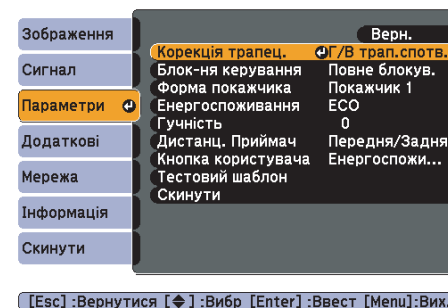 Зображення
Сигнал
Параметри
Додаткові
Мережа
Інформація
Скинути
Верн.
Корекція трапец. Г/В трап.спотв.
Блок-ня керування Повне блокув.
Форма покажчика Покажчик 1
Енергоспоживання ECO
Гучність 0
Дистанц. Приймач Передня/Задня
Кнопка користувача Енергоспожи...
Тестовий шаблон
Скинути
[Esc] :Вернутися [◆] :Вибр [Enter] :Ввест [Menu]:Вих.